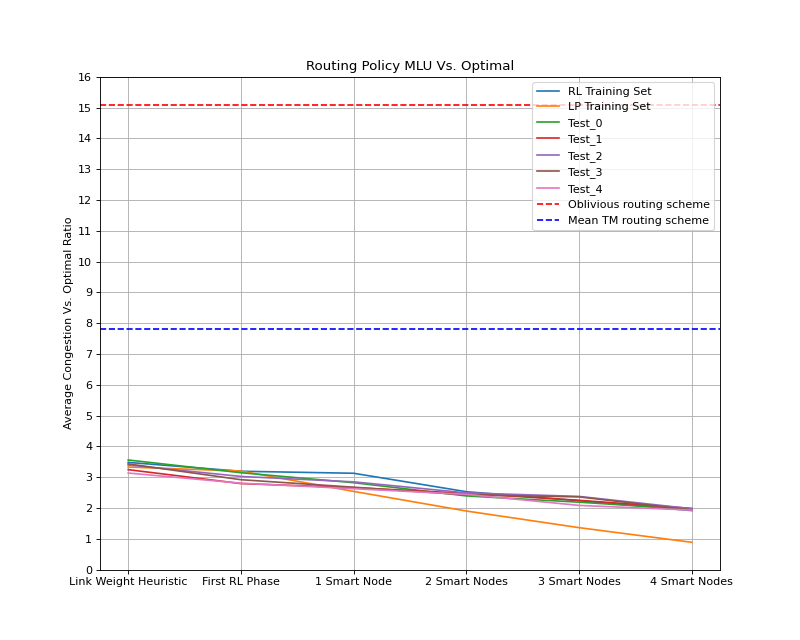 Routing Policy MLU Vs. Optimal
Average Congestion Vs. Optimal Ratio
16
15
14
13
12
11
10
9
8
7
6
5
4
3
2
1
0
RL Training Set
LP Training Set
Test_0
Test_1
Test_2
Test_3
Test_4
Oblivious routing scheme
Mean TM routing scheme
Link Weight Heuristic
First RL Phase
1 Smart Node
2 Smart Nodes
3 Smart Nodes
4 Smart Nodes